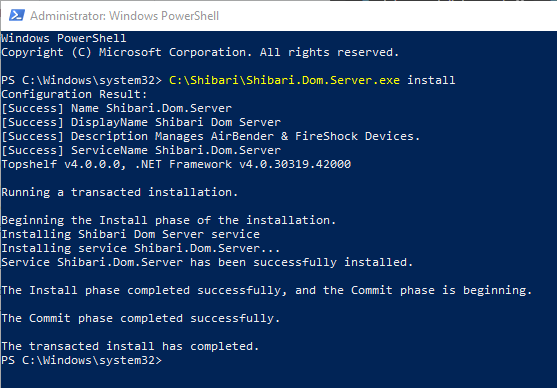 Administrator: Windows PowerShell
Windows PowerShell
Copyright (C) Microsoft Corporation. All rights reserved.
PS C:\Windows\system32> C:\Shibari\Shibari.Dom.Server.exe install
Configuration Result:
[Success] Name Shibari.Dom.Server
[Success] DisplayName Shibari Dom Server
[Success] Description Manages AirBender & FireShock Devices.
[Success] ServiceName Shibari.Dom.Server
Topshelf v4.0.0.0, .NET Framework v4.0.30319.42000
Running a transacted installation.
Beginning the Install phase of the installation.
Installing Shibari Dom Server service
Installing service Shibari.Dom.Server...
Service Shibari.Dom.Server has been successfully installed.
The Install phase completed successfully, and the Commit phase is beginning.
The Commit phase completed successfully.
The transacted install has completed.
PS C:\Windows\system32>